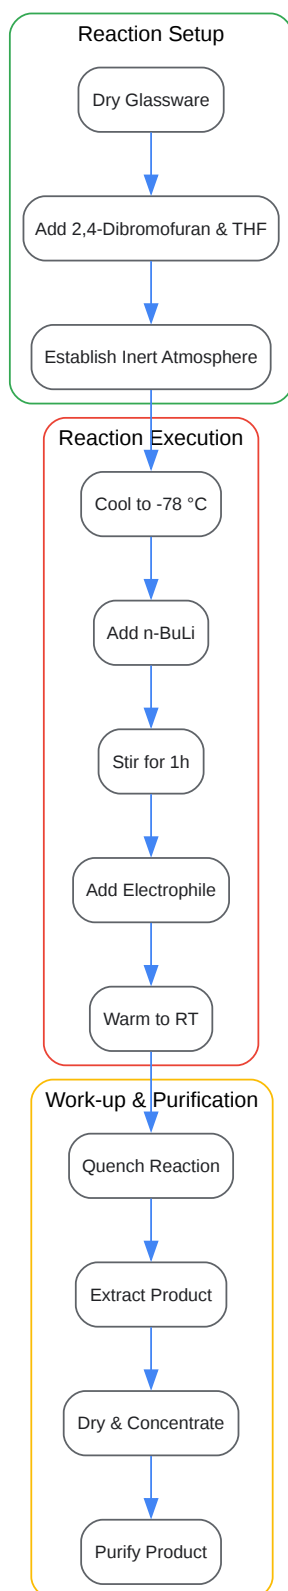 Reaction Setup
Dry Glassware
Add 2,4-Dibromofuran & THF
Establish Inert Atmosphere
Reaction Execution
Cool to -78 °C
Add n-BuLi
Stir for 1h
Add Electrophile
Warm to RT
Work-up & Purification
Quench Reaction
Extract Product
Dry & Concentrate
Purify Product